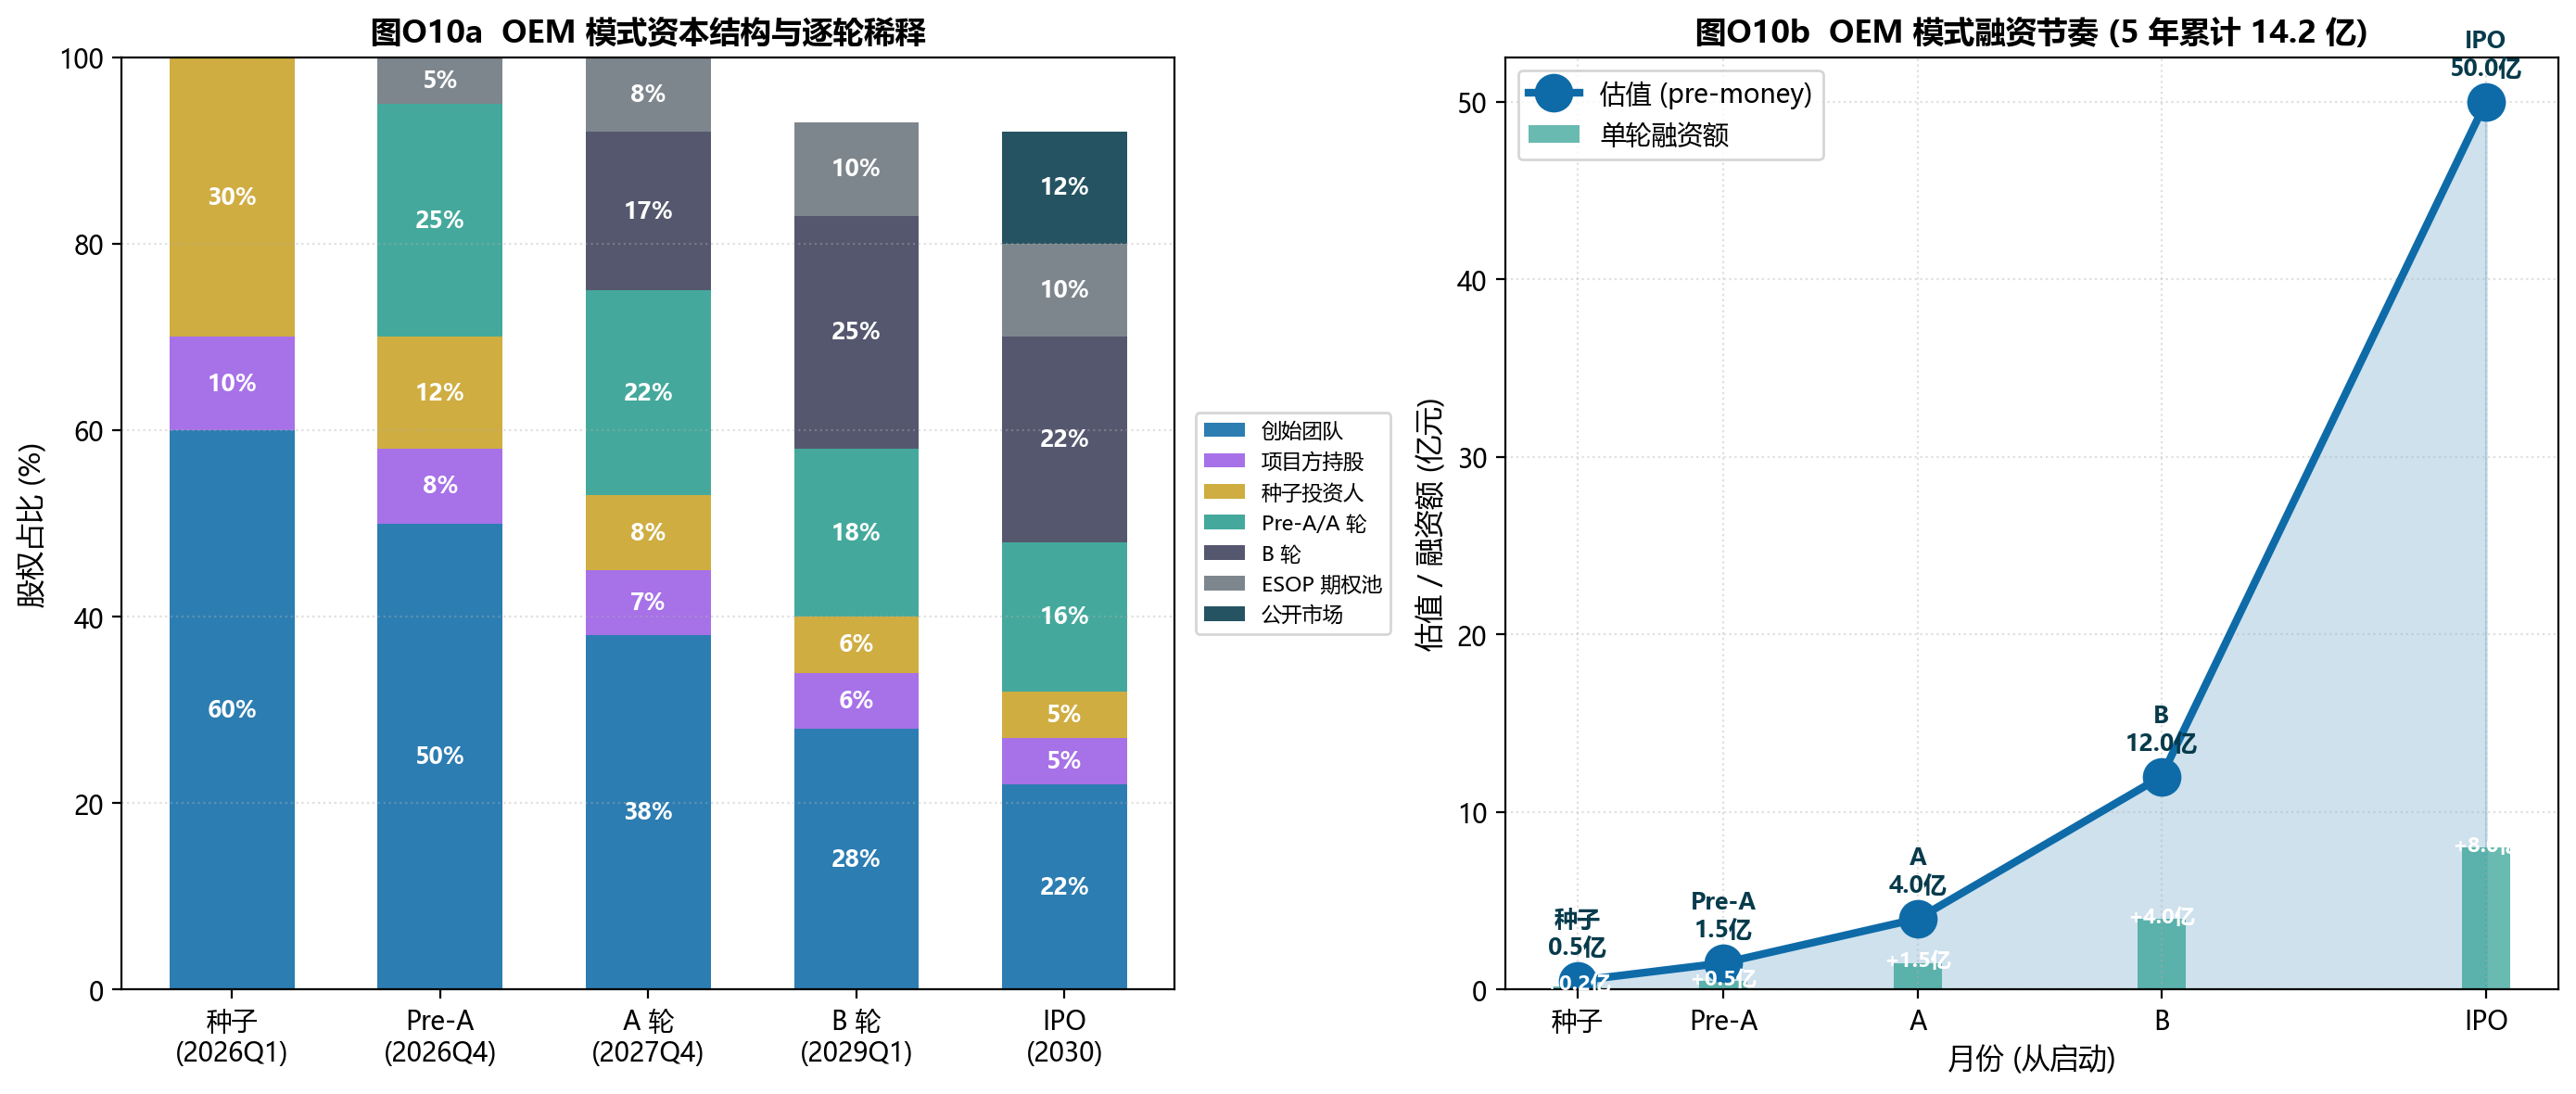 图O10a  OEM 模式资本结构与逐轮稀释
股权占比 (%)
100
80
60
40
20
0
30%
10%
60%
5%
25%
12%
8%
50%
8%
17%
22%
8%
7%
38%
10%
25%
18%
6%
6%
28%
12%
10%
22%
16%
5%
5%
22%
种子
(2026Q1)
Pre-A
(2026Q4)
A 轮
(2027Q4)
B 轮
(2029Q1)
IPO
(2030)
创始团队
项目方持股
种子投资人
Pre-A/A 轮
B 轮
ESOP 期权池
公开市场
图O10b  OEM 模式融资节奏 (5 年累计 14.2 亿)
估值 / 融资额 (亿元)
50
40
30
20
10
0
估值 (pre-money)
单轮融资额
种子
0.5亿
Pre-A
1.5亿
A
4.0亿
B
12.0亿
IPO
50.0亿
+0.2亿
+0.5亿
+1.5亿
+4.0亿
+8.0亿
种子
Pre-A
A
B
IPO
月份 (从启动)